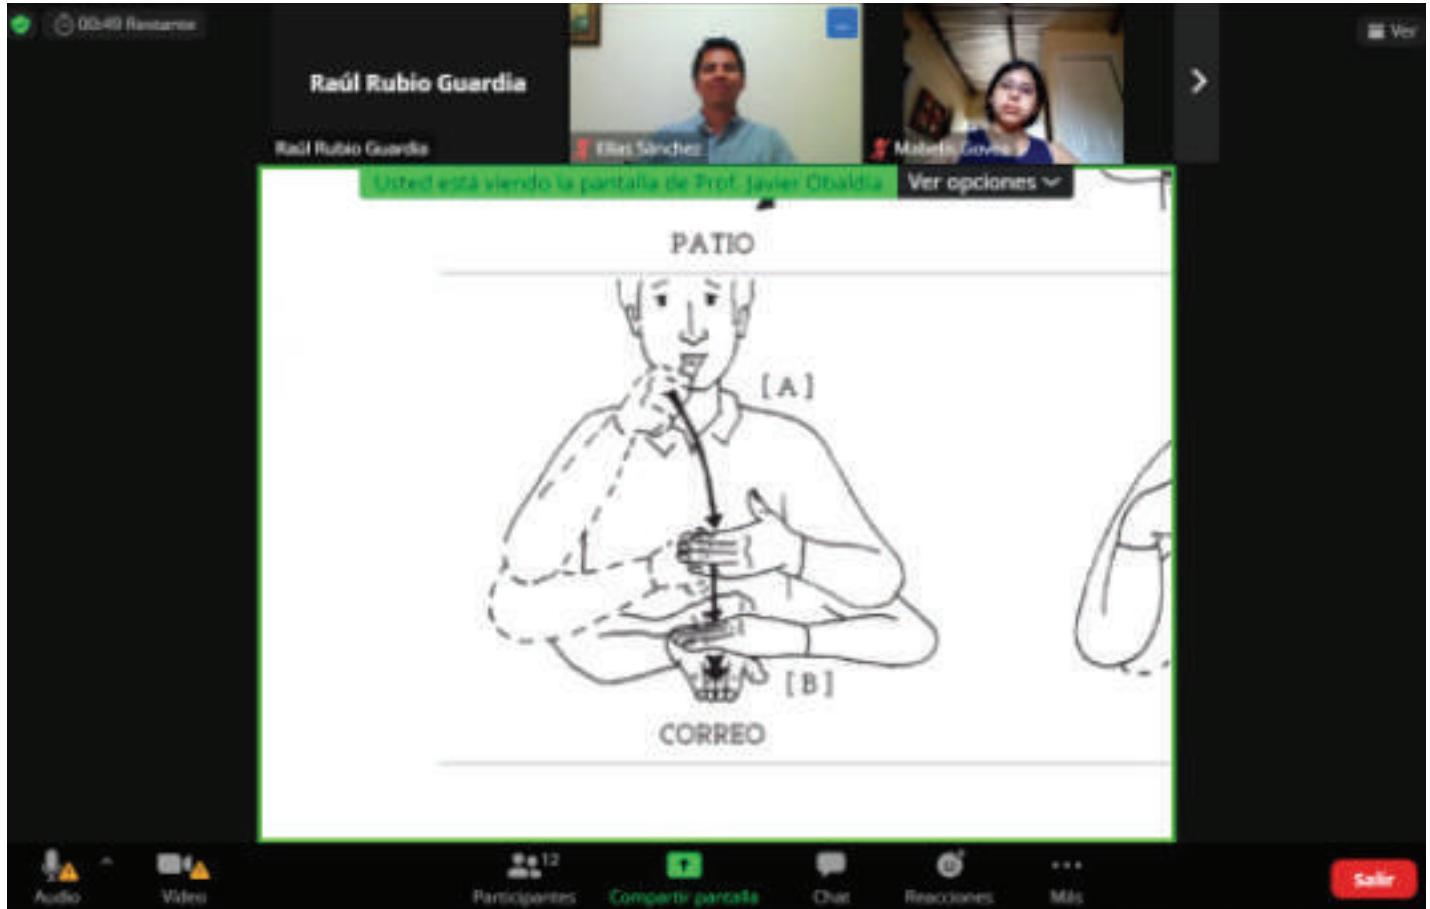 00:49 Restante
Ver
Raúl Rubio Guardia
Raúl Rubio Guardia
Elías Sánchez
Usted está viendo la pantalla de Prof. Javier Obaldía
Ver opciones
PATIO
[A]
[B]
CORREO
Audio
Video
12
Participantes
Compartir pantalla
Chat
Reacciones
Más
Salir